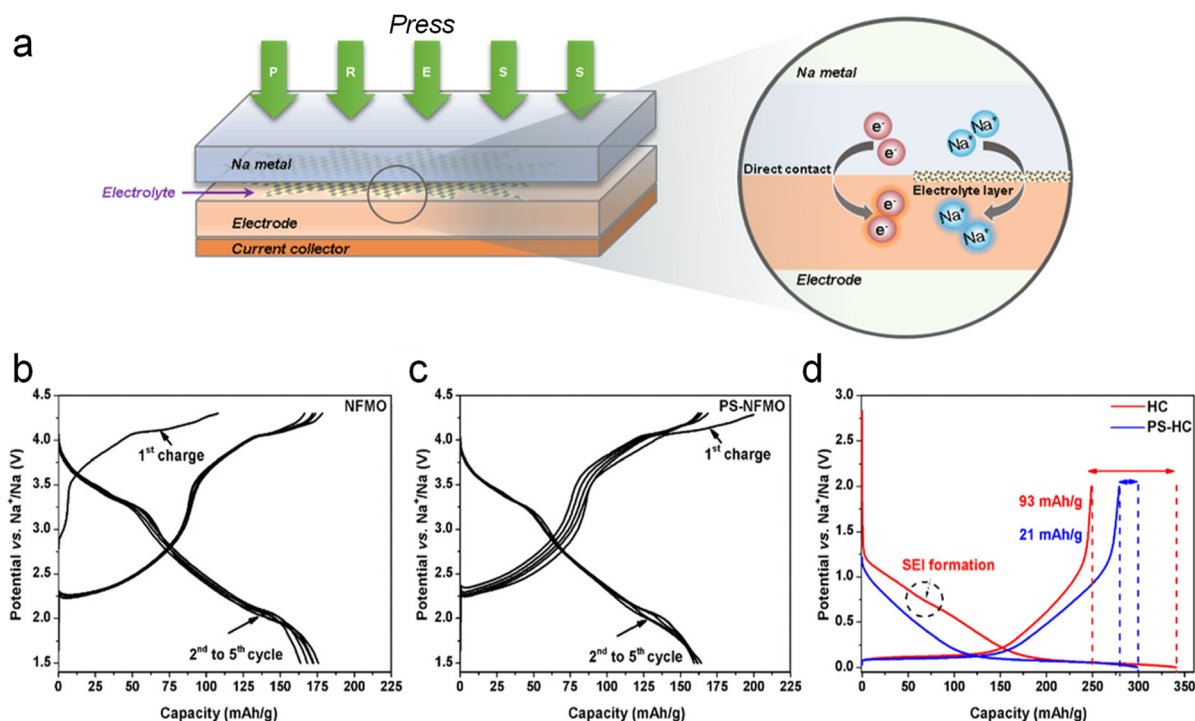 a
Press
P R E S S
Na metal
Electrolyte
Electrode
Current collector
Na metal
e- Na+
e- Na+
Direct contact
Electrolyte layer
e- Na+
e- Na+
Electrode
b
NFMO
1st charge
2nd to 5th cycle
4.5
4.0
3.5
3.0
2.5
2.0
1.5
Potential vs. Na+/Na (V)
0 25 50 75 100 125 150 175 200 225
Capacity (mAh/g)
c
PS-NFMO
1st charge
2nd to 5th cycle
4.5
4.0
3.5
3.0
2.5
2.0
1.5
Potential vs. Na+/Na (V)
0 25 50 75 100 125 150 175 200 225
Capacity (mAh/g)
d
HC
PS-HC
93 mAh/g
21 mAh/g
SEI formation
3.0
2.5
2.0
1.5
1.0
0.5
0.0
Potential vs. Na+/Na (V)
0 50 100 150 200 250 300 350
Capacity (mAh/g)